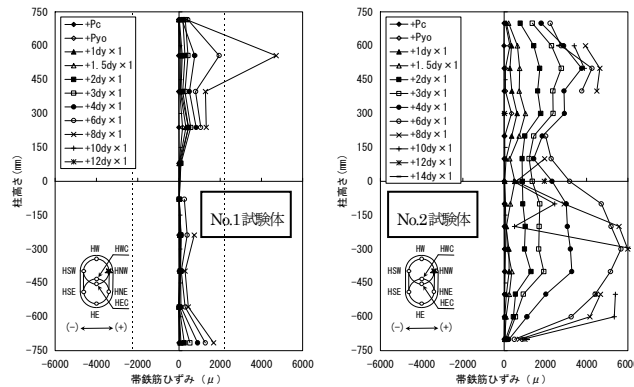 +Pc
+Pyo
+1dy×1
+1.5dy×1
+2dy×1
+3dy×1
+4dy×1
+6dy×1
+8dy×1
+10dy×1
+12dy×1
750
600
450
300
150
0
-150
-300
-450
-600
-750
柱高さ(mm)
No.1試験体
HW
HWC
HSW
HNW
HSE
HNE
HEC
HE
(-)
(+)
-6000
-4000
-2000
0
2000
4000
6000
帯鉄筋ひずみ(μ)
+Pc
+Pyo
+1dy×1
+1.5dy×1
+2dy×1
+3dy×1
+4dy×1
+6dy×1
+8dy×1
+10dy×1
+12dy×1
+14dy×1
750
600
450
300
150
0
-150
-300
-450
-600
-750
柱高さ(mm)
No.2試験体
HW
HWC
HSW
HNW
HSE
HNE
HEC
HE
(-)
(+)
-6000
-4000
-2000
0
2000
4000
6000
帯鉄筋ひずみ(μ)